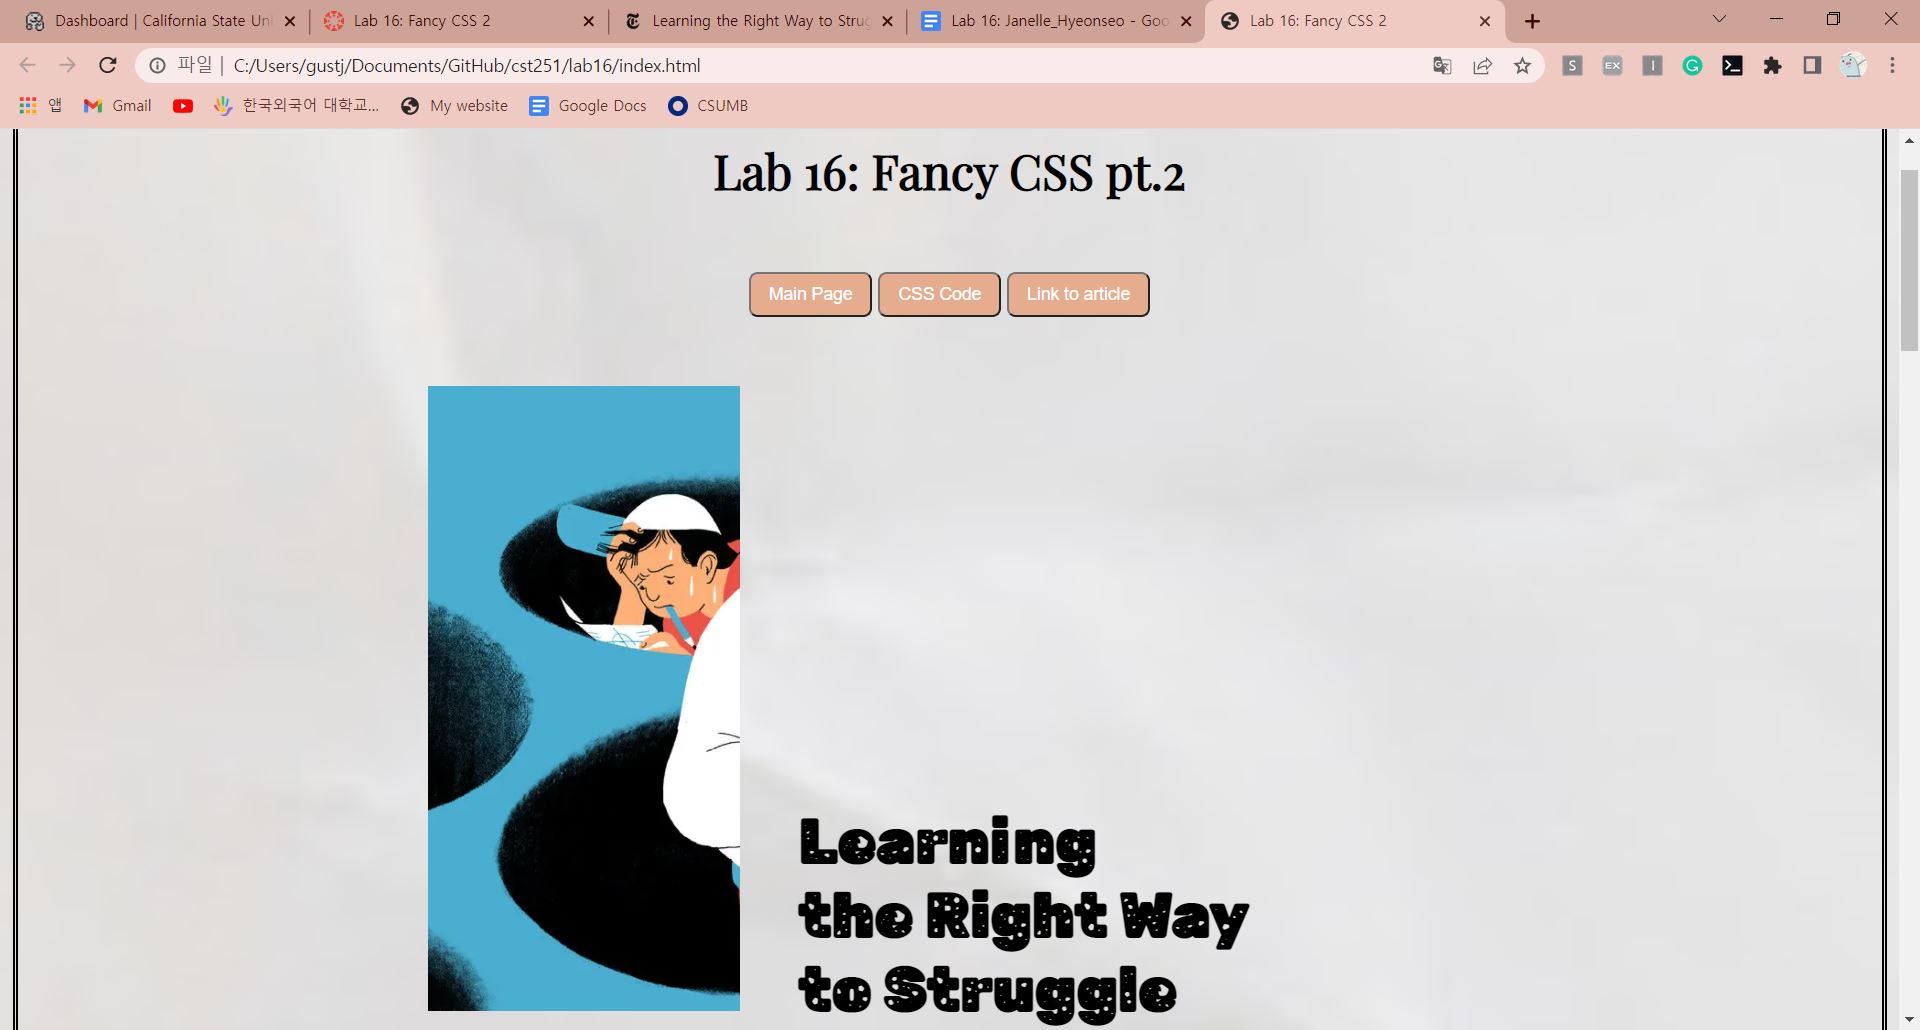 Dashboard | California State Uni
Lab 16: Fancy CSS 2
Learning the Right Way to Strug
Lab 16: Janelle_Hyeonseo - Goo
Lab 16: Fancy CSS 2
파일 | C:/Users/gustj/Documents/GitHub/cst251/lab16/index.html
S
EX
I
앱
Gmail
한국외국어 대학교...
My website
Google Docs
CSUMB
Lab 16: Fancy CSS pt.2
Main Page
CSS Code
Link to article
Learning
the Right Way
to Struggle